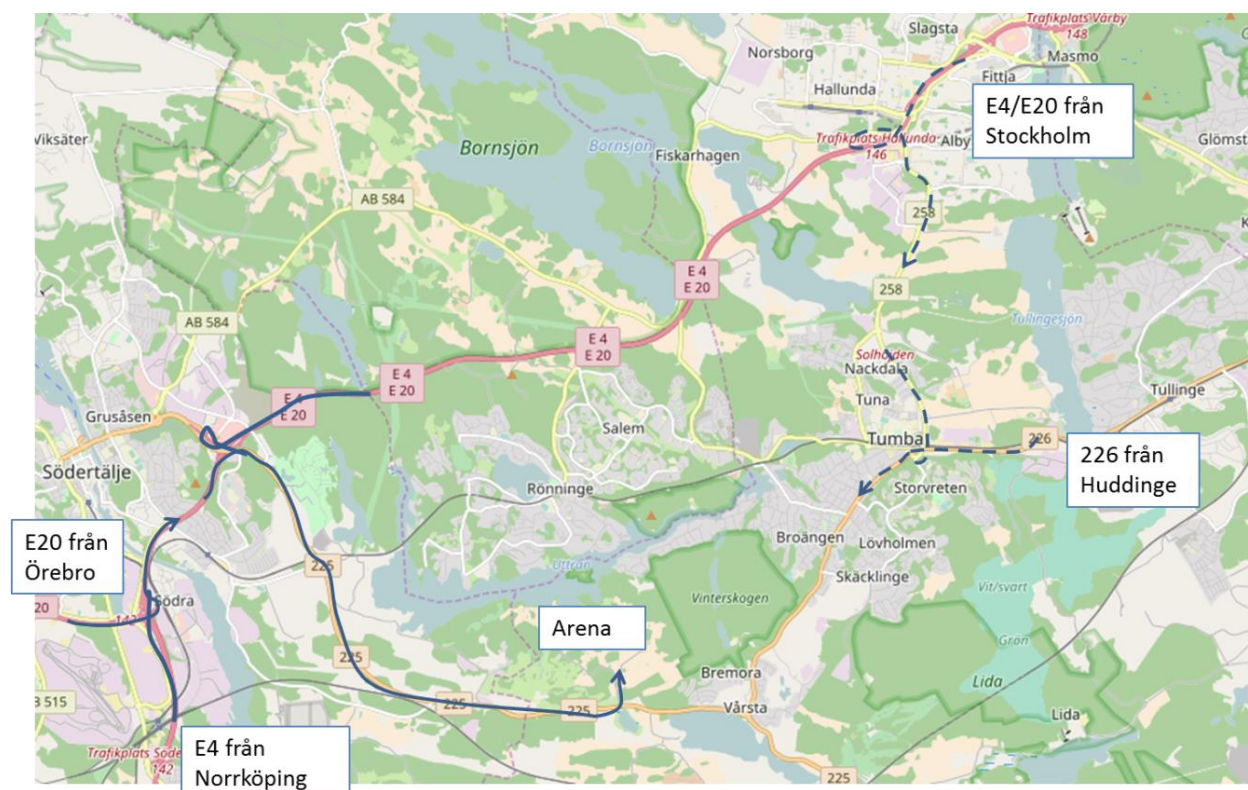 Trafikplats Vårby
148
Slagsta
Masmo
Norsborg
Fittja
Hallunda
E4/E20 från
Stockholm
Viksäter
Bornsjön
Bornsjön
Fiskarhagen
Trafikplats Hallunda
146
Alby
Glömsta
AB 584
258
E 4
E 20
258
Tullingesjön
AB 584
E 4
E 20
Solhöjden
Nackdala
E 4
E 20
E 4
E 20
Tullinge
Grusåsen
Tuna
Salem
Tumba
226
Södertälje
226 från
Huddinge
Rönninge
Storvreten
E20 från
Örebro
Broängen
Lövholmen
225
Uttran
Skäcklinge
Vit/svart
Södra
20
Vinterskogen
Arena
Grön
225
Bremora
Lida
515
225
225
Vårsta
Lida
E4 från
Norrköping
Trafikplats Söde
142
225